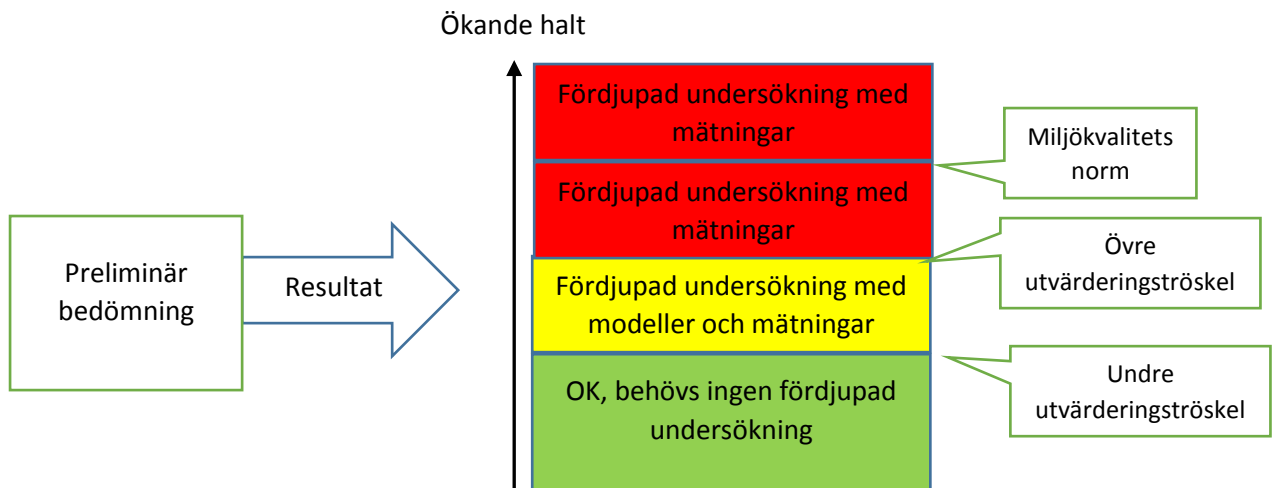 Ökande halt
Preliminär
bedömning
Resultat
Fördjupad undersökning med
mätningar
Fördjupad undersökning med
mätningar
Fördjupad undersökning med
modeller och mätningar
OK, behövs ingen fördjupad
undersökning
Miljökvalitets
norm
Övre
utvärderingströskel
Undre
utvärderingströskel